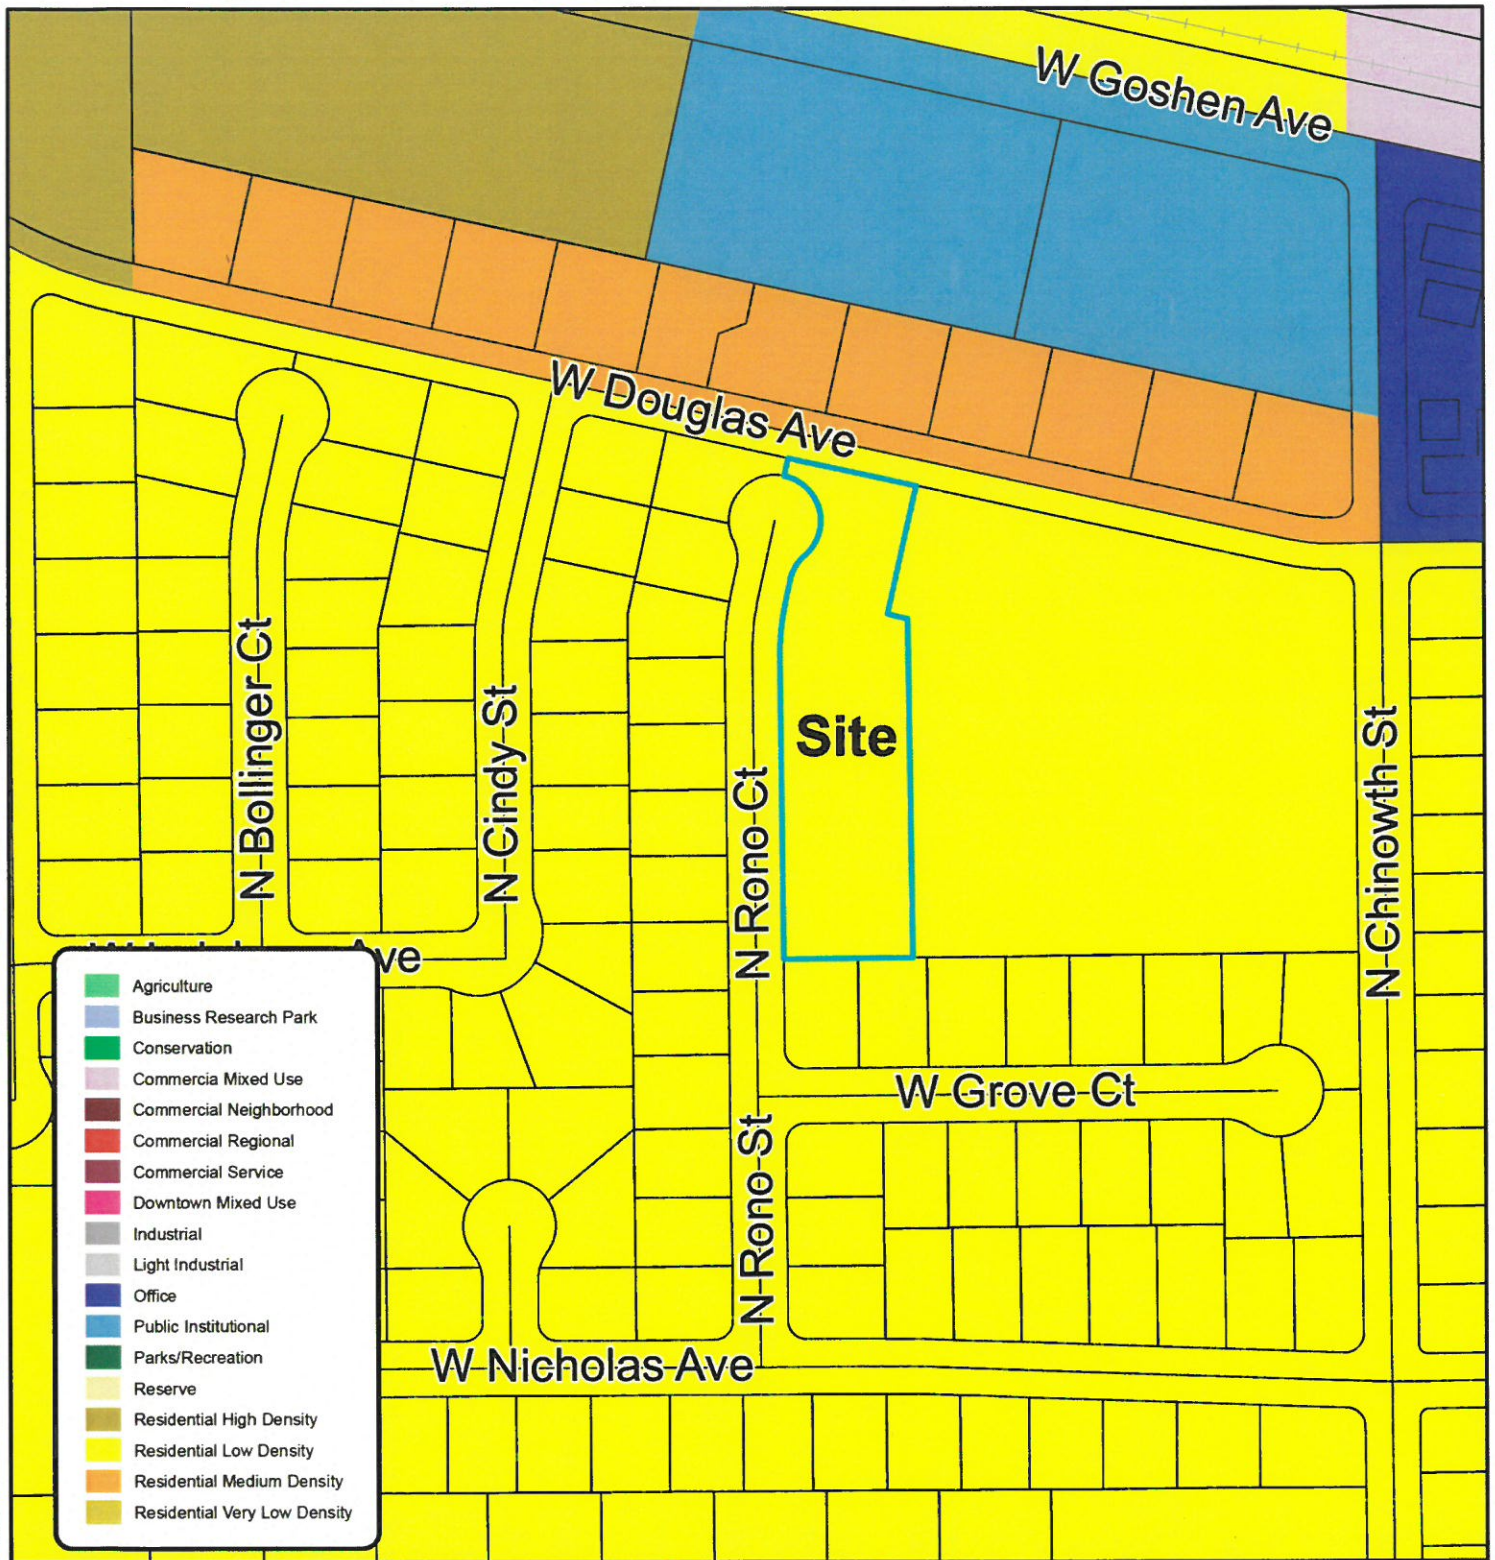 W Goshen Ave
W Douglas Ave
Site
N Bollinger Ct
N Cindy St
N Rono Ct
N Chinowth St
Ave
W Grove Ct
N Rono St
W Nicholas Ave
Agriculture
Business Research Park
Conservation
Commercia Mixed Use
Commercial Neighborhood
Commercial Regional
Commercial Service
Downtown Mixed Use
Industrial
Light Industrial
Office
Public Institutional
Parks/Recreation
Reserve
Residential High Density
Residential Low Density
Residential Medium Density
Residential Very Low Density